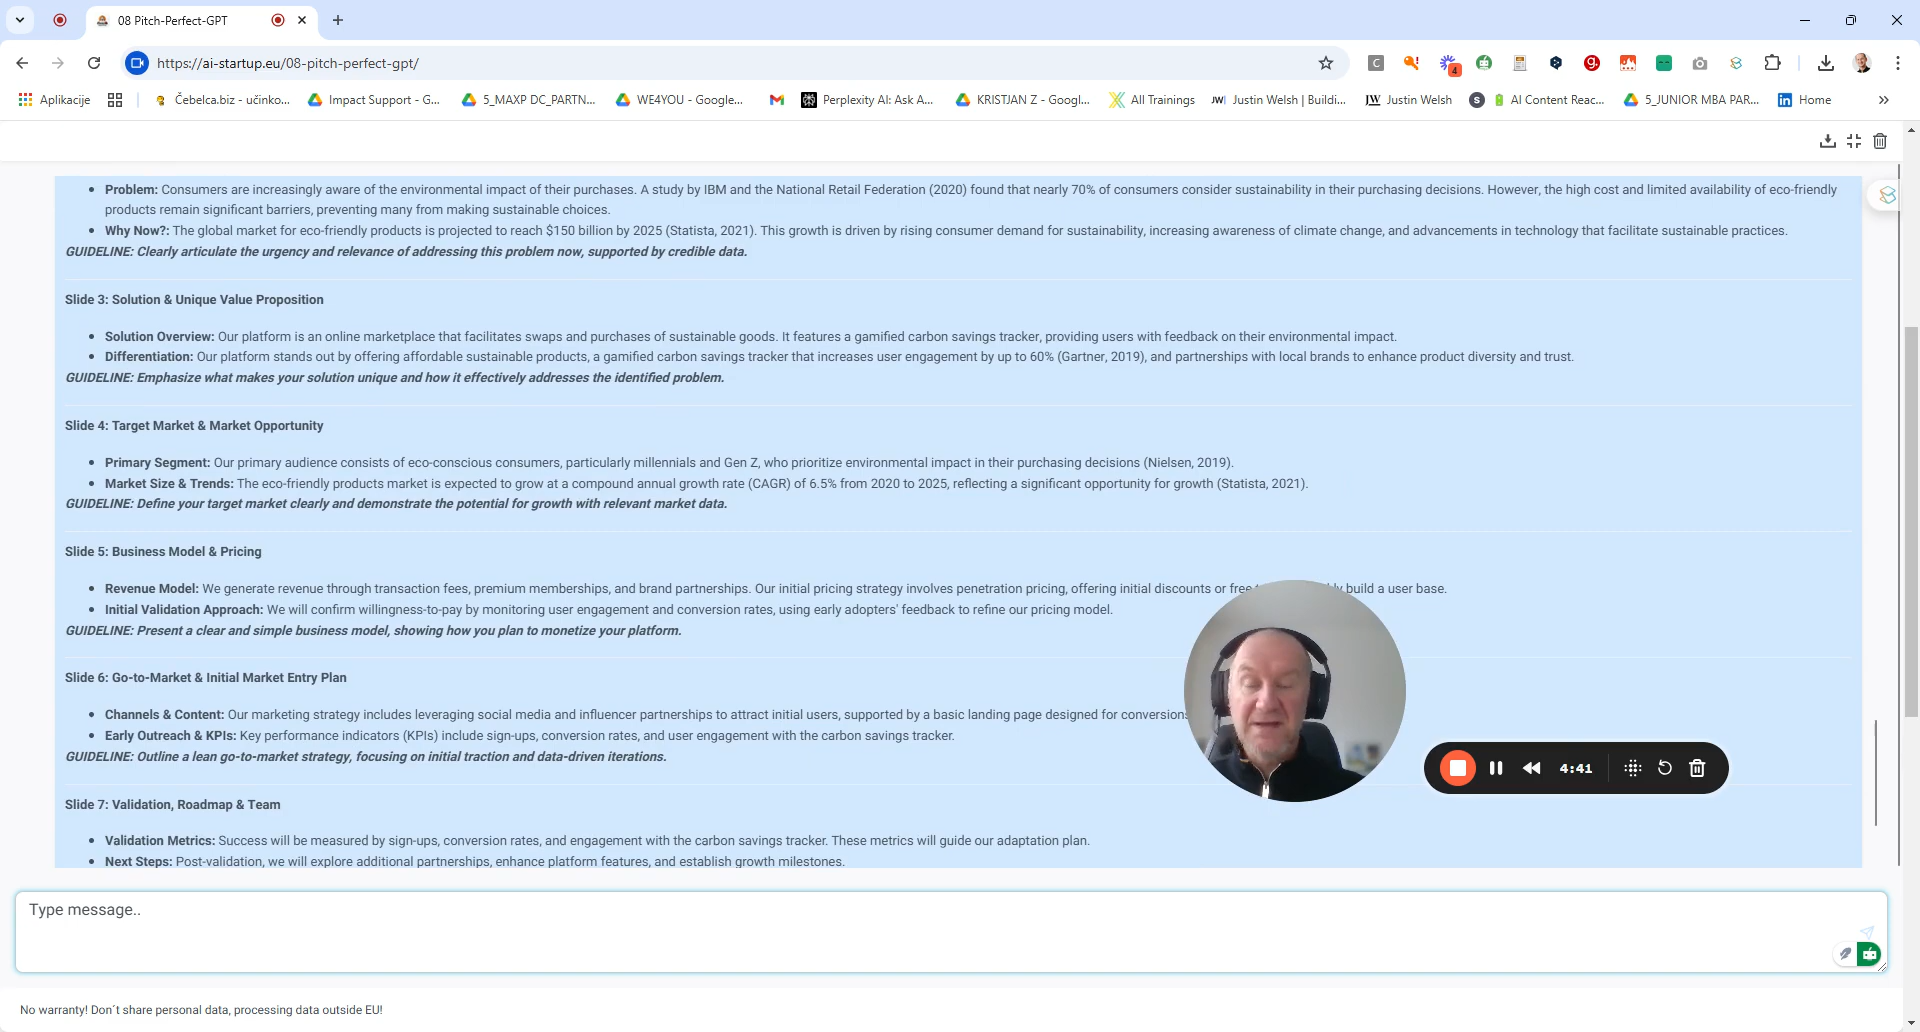 08 Pitch-Perfect-GPT
https://ai-startup.eu/08-pitch-perfect-gpt/
C
4
g.
Aplikacije
Čebelca.biz - učinko...
Impact Support - G...
5_MAXP DC_PARTN...
WE4YOU - Google...
Perplexity AI: Ask A...
KRISTJAN Z - Googl...
All Trainings
JW Justin Welsh | Buildi...
JW Justin Welsh
S AI Content Reac...
5_JUNIOR MBA PAR...
in Home
• Problem: Consumers are increasingly aware of the environmental impact of their purchases. A study by IBM and the National Retail Federation (2020) found that nearly 70% of consumers consider sustainability in their purchasing decisions. However, the high cost and limited availability of eco-friendly
products remain significant barriers, preventing many from making sustainable choices.
• Why Now?: The global market for eco-friendly products is projected to reach $150 billion by 2025 (Statista, 2021). This growth is driven by rising consumer demand for sustainability, increasing awareness of climate change, and advancements in technology that facilitate sustainable practices.
GUIDELINE: Clearly articulate the urgency and relevance of addressing this problem now, supported by credible data.
Slide 3: Solution & Unique Value Proposition
• Solution Overview: Our platform is an online marketplace that facilitates swaps and purchases of sustainable goods. It features a gamified carbon savings tracker, providing users with feedback on their environmental impact.
• Differentiation: Our platform stands out by offering affordable sustainable products, a gamified carbon savings tracker that increases user engagement by up to 60% (Gartner, 2019), and partnerships with local brands to enhance product diversity and trust.
GUIDELINE: Emphasize what makes your solution unique and how it effectively addresses the identified problem.
Slide 4: Target Market & Market Opportunity
• Primary Segment: Our primary audience consists of eco-conscious consumers, particularly millennials and Gen Z, who prioritize environmental impact in their purchasing decisions (Nielsen, 2019).
• Market Size & Trends: The eco-friendly products market is expected to grow at a compound annual growth rate (CAGR) of 6.5% from 2020 to 2025, reflecting a significant opportunity for growth (Statista, 2021).
GUIDELINE: Define your target market clearly and demonstrate the potential for growth with relevant market data.
Slide 5: Business Model & Pricing
• Revenue Model: We generate revenue through transaction fees, premium memberships, and brand partnerships. Our initial pricing strategy involves penetration pricing, offering initial discounts or build a user base.
• Initial Validation Approach: We will confirm willingness-to-pay by monitoring user engagement and conversion rates, using early adopters' feedback to refine our pricing model.
GUIDELINE: Present a clear and simple business model, showing how you plan to monetize your platform.
Slide 6: Go-to-Market & Initial Market Entry Plan
• Channels & Content: Our marketing strategy includes leveraging social media and influencer partnerships to attract initial users, supported by a basic landing page designed for conversions
• Early Outreach & KPIs: Key performance indicators (KPIs) include sign-ups, conversion rates, and user engagement with the carbon savings tracker.
GUIDELINE: Outline a lean go-to-market strategy, focusing on initial traction and data-driven iterations.
4:41
Slide 7: Validation, Roadmap & Team
• Validation Metrics: Success will be measured by sign-ups, conversion rates, and engagement with the carbon savings tracker. These metrics will guide our adaptation plan.
• Next Steps: Post-validation, we will explore additional partnerships, enhance platform features, and establish growth milestones.
Type message..
No warranty! Don´t share personal data, processing data outside EU!